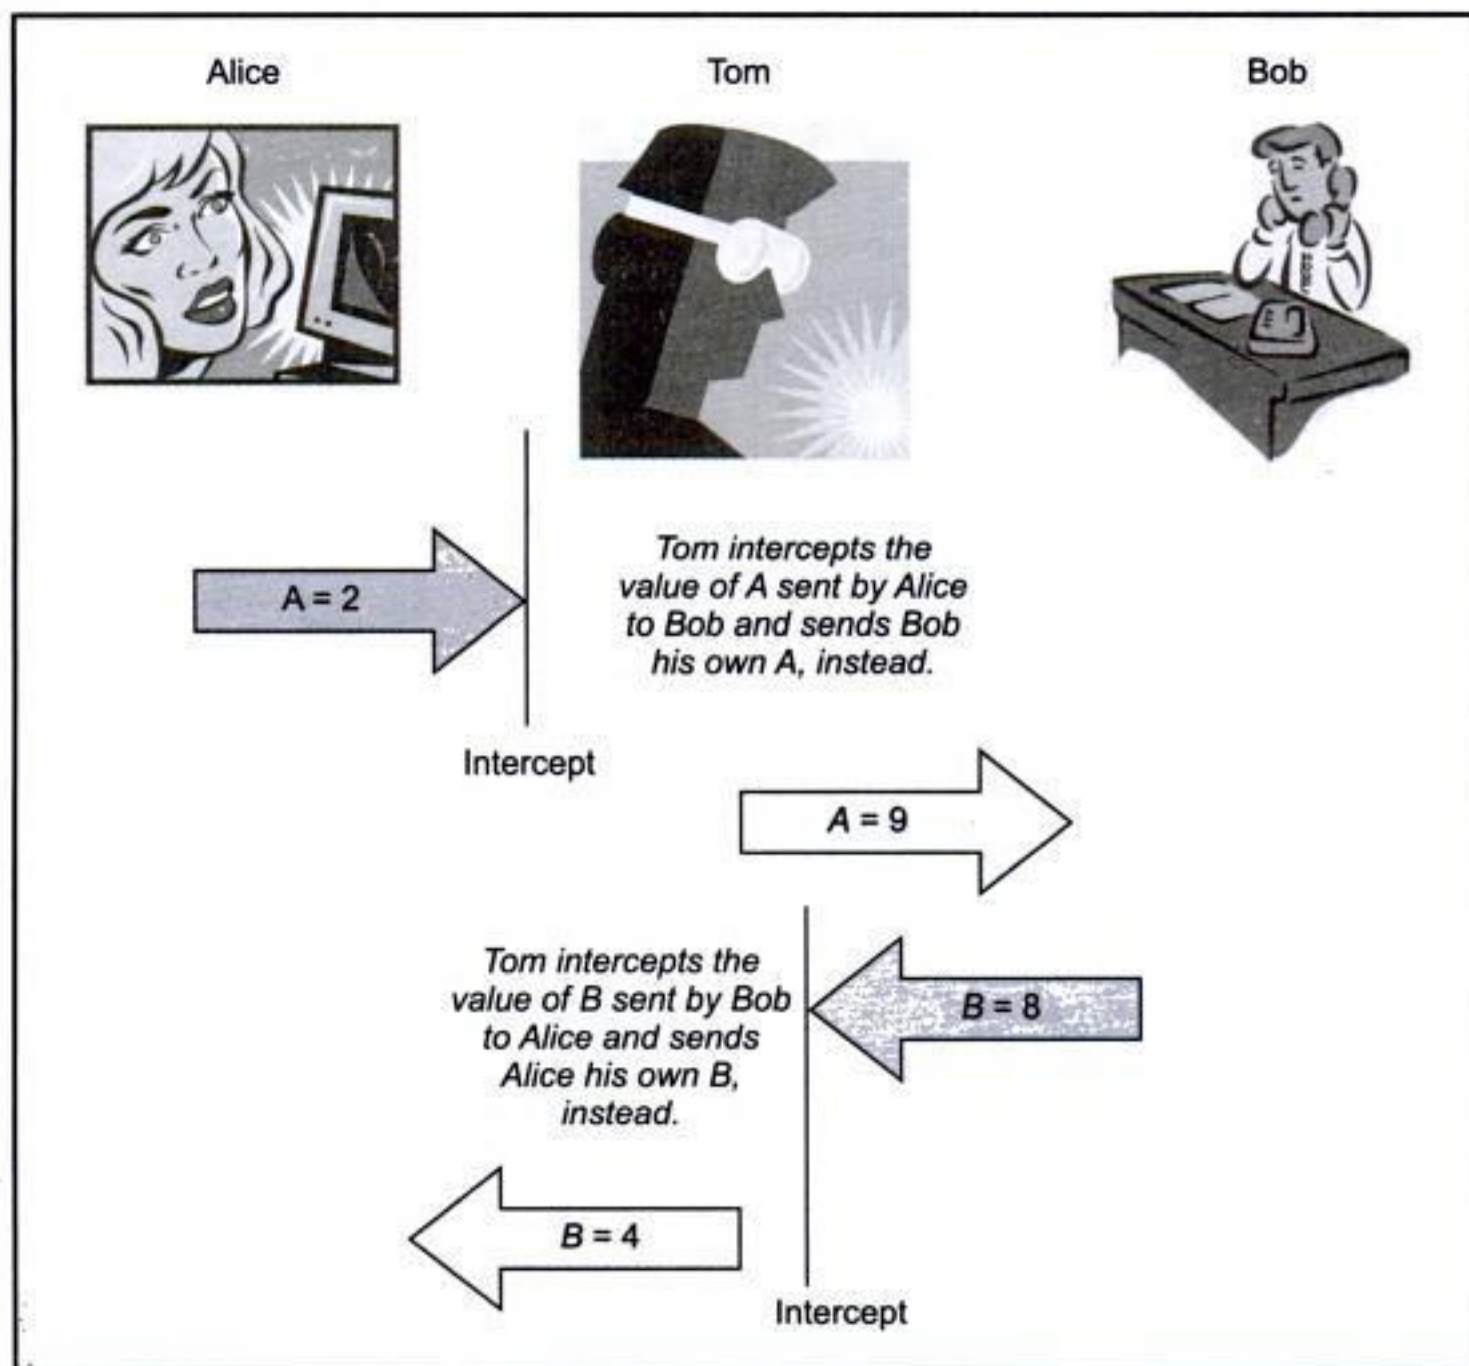 Alice
Tom
Bob
A = 2
Tom intercepts the
value of A sent by Alice
to Bob and sends Bob
his own A, instead.
Intercept
A = 9
Tom intercepts the
value of B sent by Bob
to Alice and sends
Alice his own B,
instead.
B = 8
B = 4
Intercept